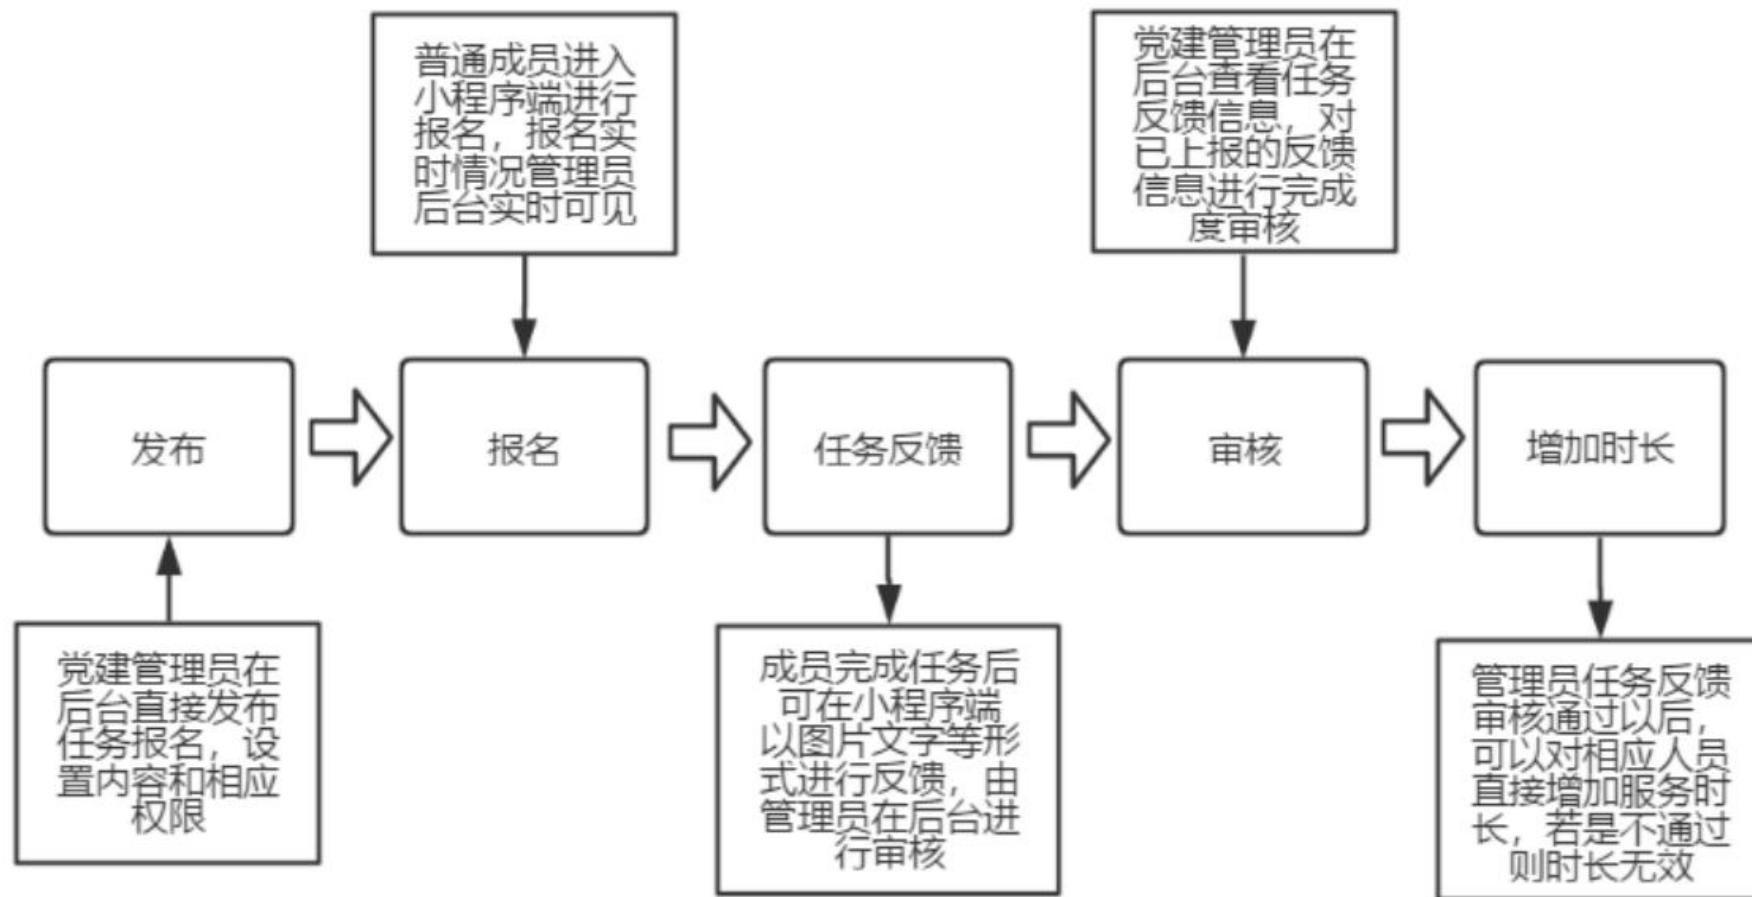 普通成员进入
小程序端进行
报名，报名实
时情况管理员
后台实时可见
党建管理员在
后台查看任务
反馈信息，对
已上报的反馈
信息进行完成
度审核
发布
报名
任务反馈
审核
增加时长
党建管理员在
后台直接发布
任务报名，设
置内容和相应
权限
成员完成任务后
可在小程序端
以图片文字等形
式进行反馈，由
管理员在后台进
行审核
管理员任务反馈
审核通过以后，
可以对相应人员
直接增加服务时
长，若是不通过
则时长无效